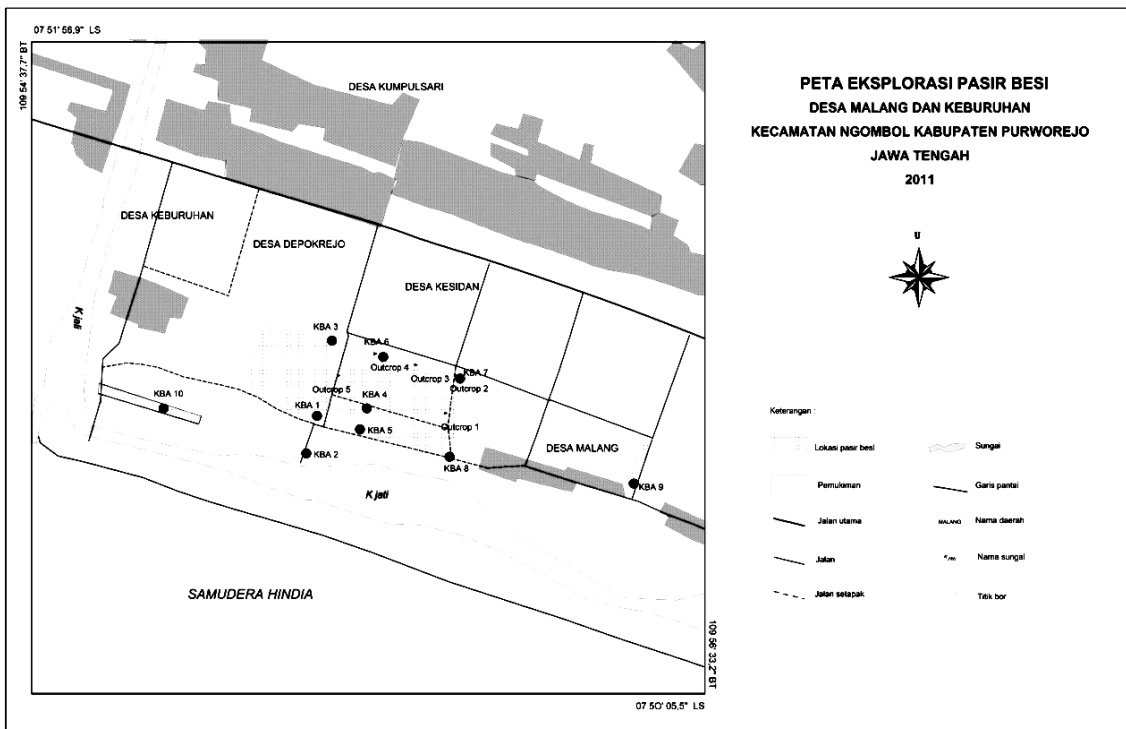 07 51' 56,9" LS
109 54' 37,7" BT
DESA KUMPULSARI
DESA KEBURUHAN
DESA DEPOKREJO
DESA KESIDAN
K jali
KBA 3
KBA 6
Outcrop 4
Outcrop 3
KBA 7
Outcrop 2
Outcrop 5
KBA 10
KBA 1
KBA 4
KBA 5
Outcrop 1
KBA 2
KBA 8
DESA MALANG
KBA 9
K jati
SAMUDERA HINDIA
109 56' 33,2" BT
07 50' 05,5" LS
PETA EKSPLORASI PASIR BESI
DESA MALANG DAN KEBURUHAN
KECAMATAN NGOMBOL KABUPATEN PURWOREJO
JAWA TENGAH
2011
U
Keterangan :
Lokasi pasir besi
Sungai
Pemukiman
Garis pantai
Jalan utama
MALANG
Nama daerah
Jalan
Nama sungai
Jalan setapak
Titik bor